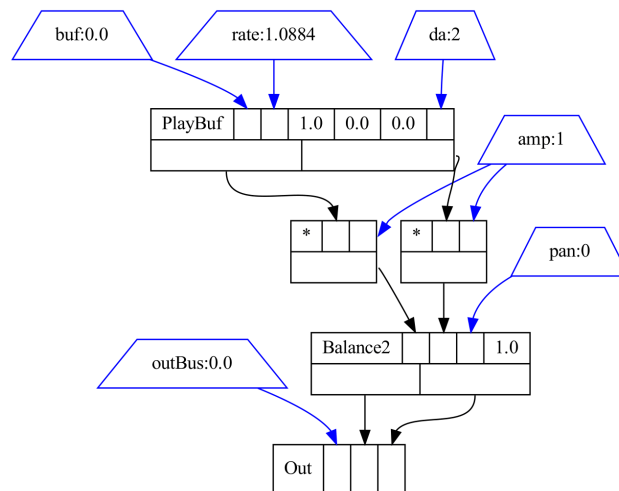 buf:0.0 rate:1.0884 da:2
PlayBuf 1.0 0.0 0.0
amp:1
* *
pan:0
Balance2 1.0
outBus:0.0
Out